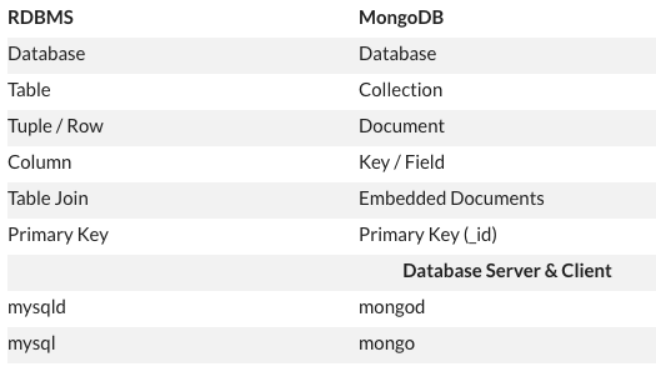 RDBMS MongoDB
Database Database
Table Collection
Tuple / Row Document
Column Key / Field
Table Join Embedded Documents
Primary Key Primary Key (_id)
Database Server & Client
mysqld mongod
mysql mongo